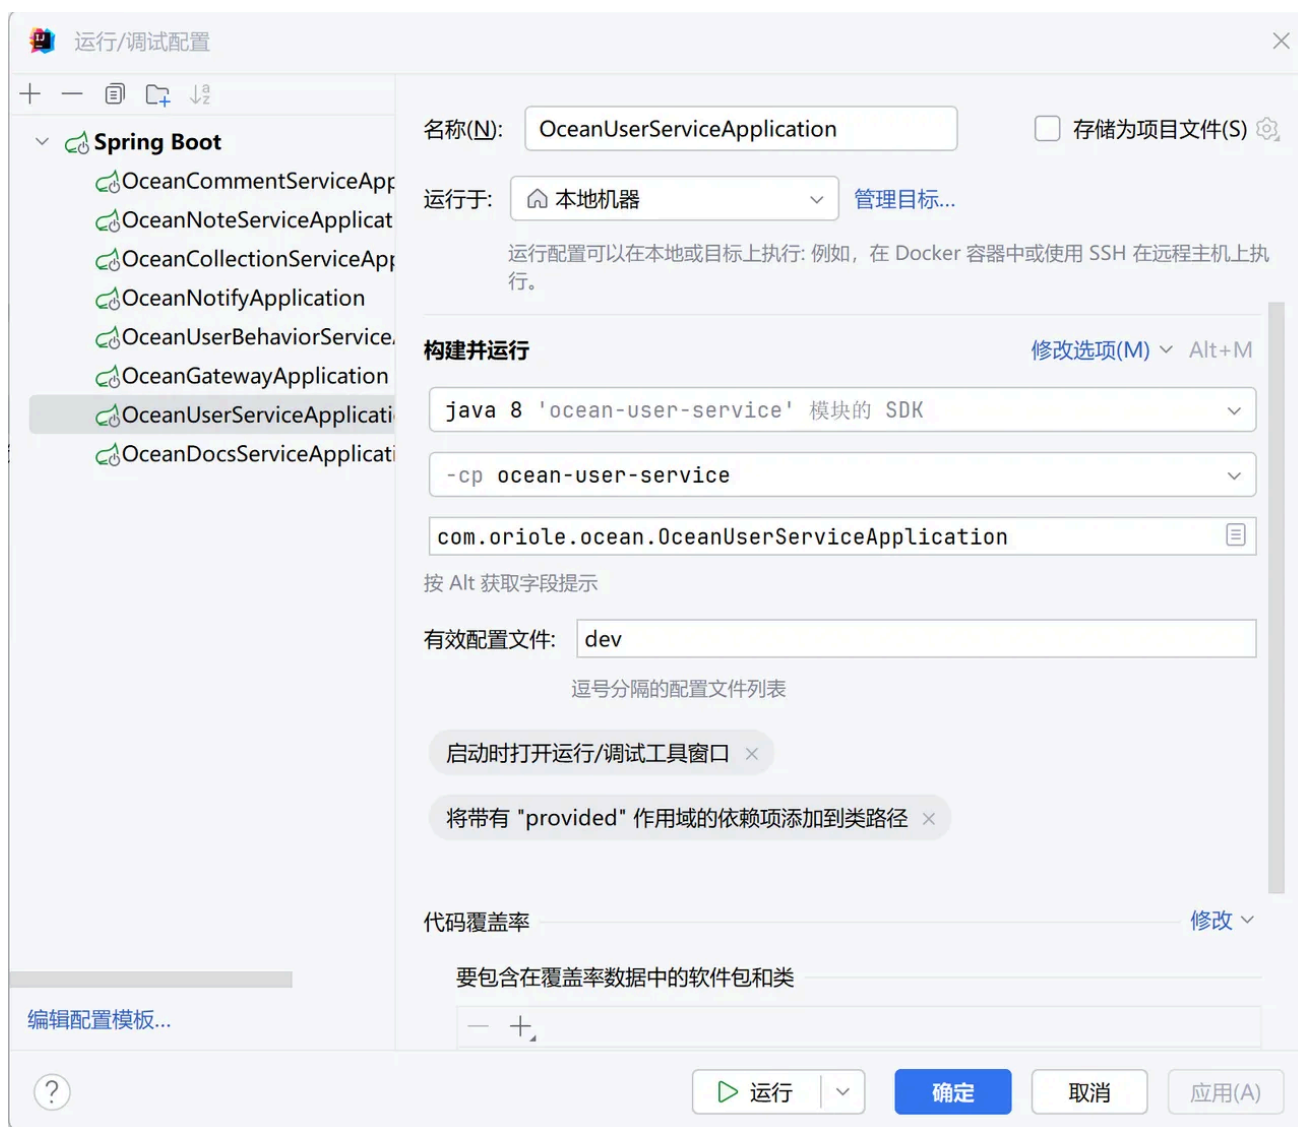 运行/调试配置
Spring Boot
OceanCommentServiceApp
OceanNoteServiceApplicat
OceanCollectionServiceApp
OceanNotifyApplication
OceanUserBehaviorService
OceanGatewayApplication
OceanUserServiceApplicati
OceanDocsServiceApplicati
编辑配置模板...
名称(N): OceanUserServiceApplication 存储为项目文件(S)
运行于: 本地机器 管理目标...
运行配置可以在本地或目标上执行: 例如，在 Docker 容器中或使用 SSH 在远程主机上执
行。
构建并运行 修改选项(M) Alt+M
java 8 'ocean-user-service' 模块的 SDK
-cp ocean-user-service
com.oriole.ocean.OceanUserServiceApplication
按 Alt 获取字段提示
有效配置文件: dev
逗号分隔的配置文件列表
启动时打开运行/调试工具窗口 ×
将带有 "provided" 作用域的依赖项添加到类路径 ×
代码覆盖率 修改
要包含在覆盖率数据中的软件包和类
? 运行 确定 取消 应用(A)